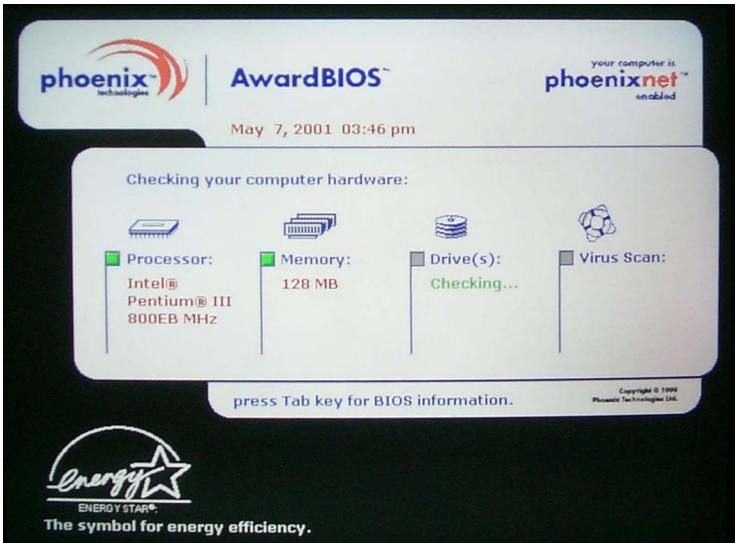 phoenix™
technologies
AwardBIOS™
your computer is
phoenixnet™
enabled
May 7, 2001 03:46 pm
Checking your computer hardware:
Processor:
Intel®
Pentium® III
800EB MHz
Memory:
128 MB
Drive(s):
Checking...
Virus Scan:
press Tab key for BIOS information.
Copyright © 1999
Phoenix Technologies Ltd.
energy
ENERGY STAR®:
The symbol for energy efficiency.